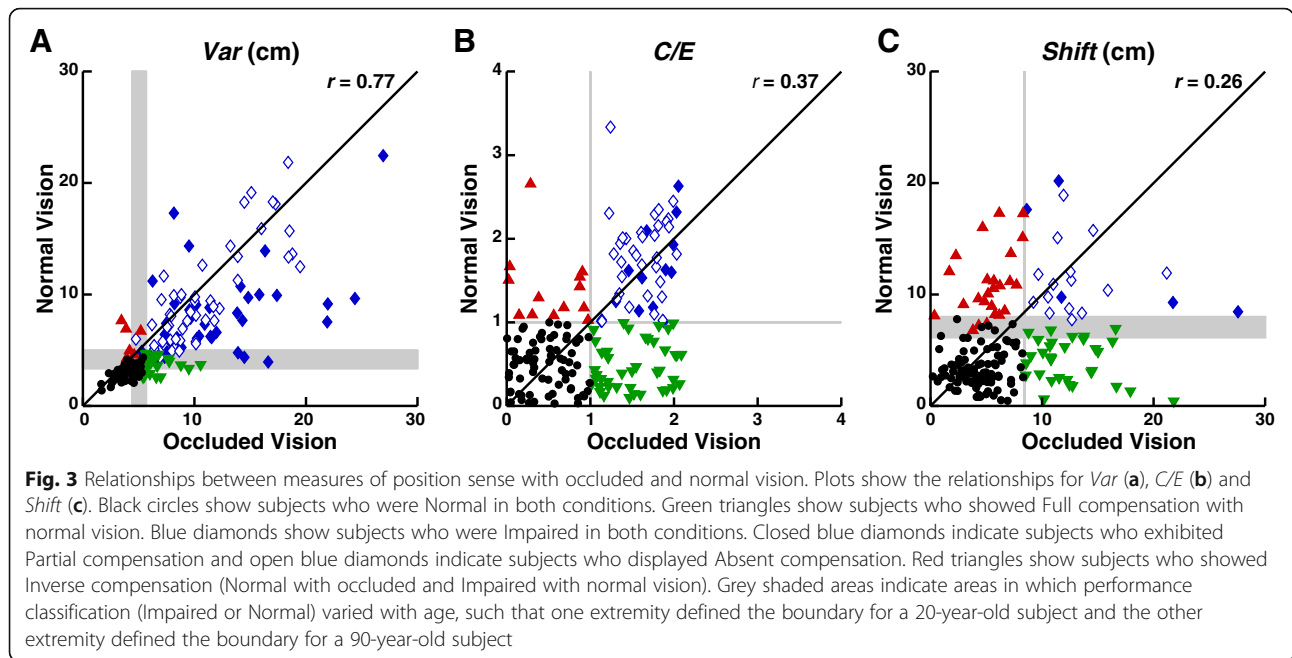 A
Var (cm)
30
r = 0.77
20
Normal Vision
10
0
0
10
20
30
Occluded Vision
B
C/E
4
r = 0.37
3
Normal Vision
2
1
0
0
1
2
3
4
Occluded Vision
C
Shift (cm)
30
r = 0.26
20
Normal Vision
10
0
0
10
20
30
Occluded Vision
Fig. 3 Relationships between measures of position sense with occluded and normal vision. Plots show the relationships for Var (a), C/E (b) and
Shift (c). Black circles show subjects who were Normal in both conditions. Green triangles show subjects who showed Full compensation with
normal vision. Blue diamonds show subjects who were Impaired in both conditions. Closed blue diamonds indicate subjects who exhibited
Partial compensation and open blue diamonds indicate subjects who displayed Absent compensation. Red triangles show subjects who showed
Inverse compensation (Normal with occluded and Impaired with normal vision). Grey shaded areas indicate areas in which performance
classification (Impaired or Normal) varied with age, such that one extremity defined the boundary for a 20-year-old subject and the other
extremity defined the boundary for a 90-year-old subject